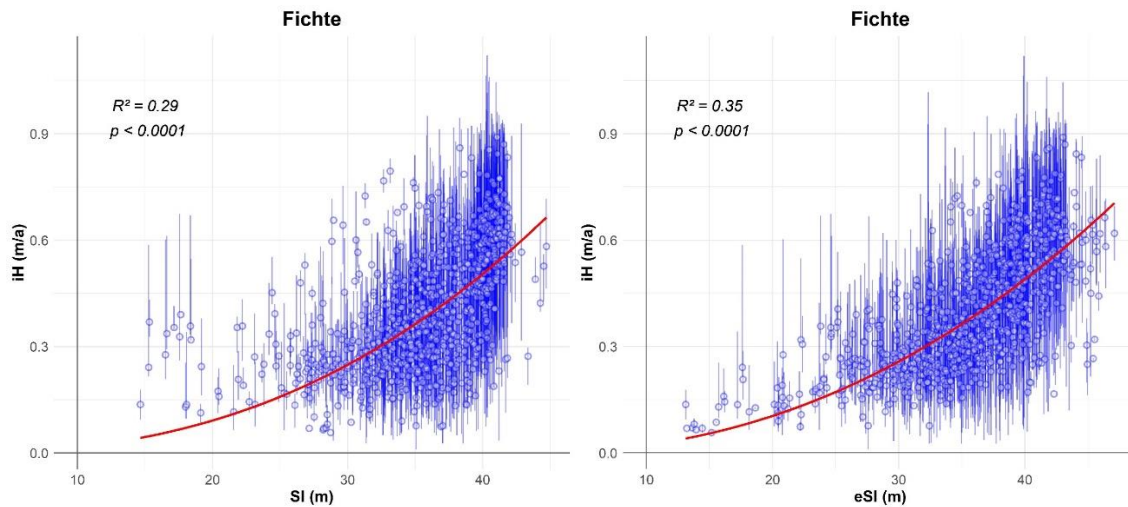 Fichte
R² = 0.29
p < 0.0001
0.9
0.6
0.3
0.0
iH (m/a)
10
20
30
40
SI (m)
Fichte
R² = 0.35
p < 0.0001
0.9
0.6
0.3
0.0
iH (m/a)
10
20
30
40
eSI (m)